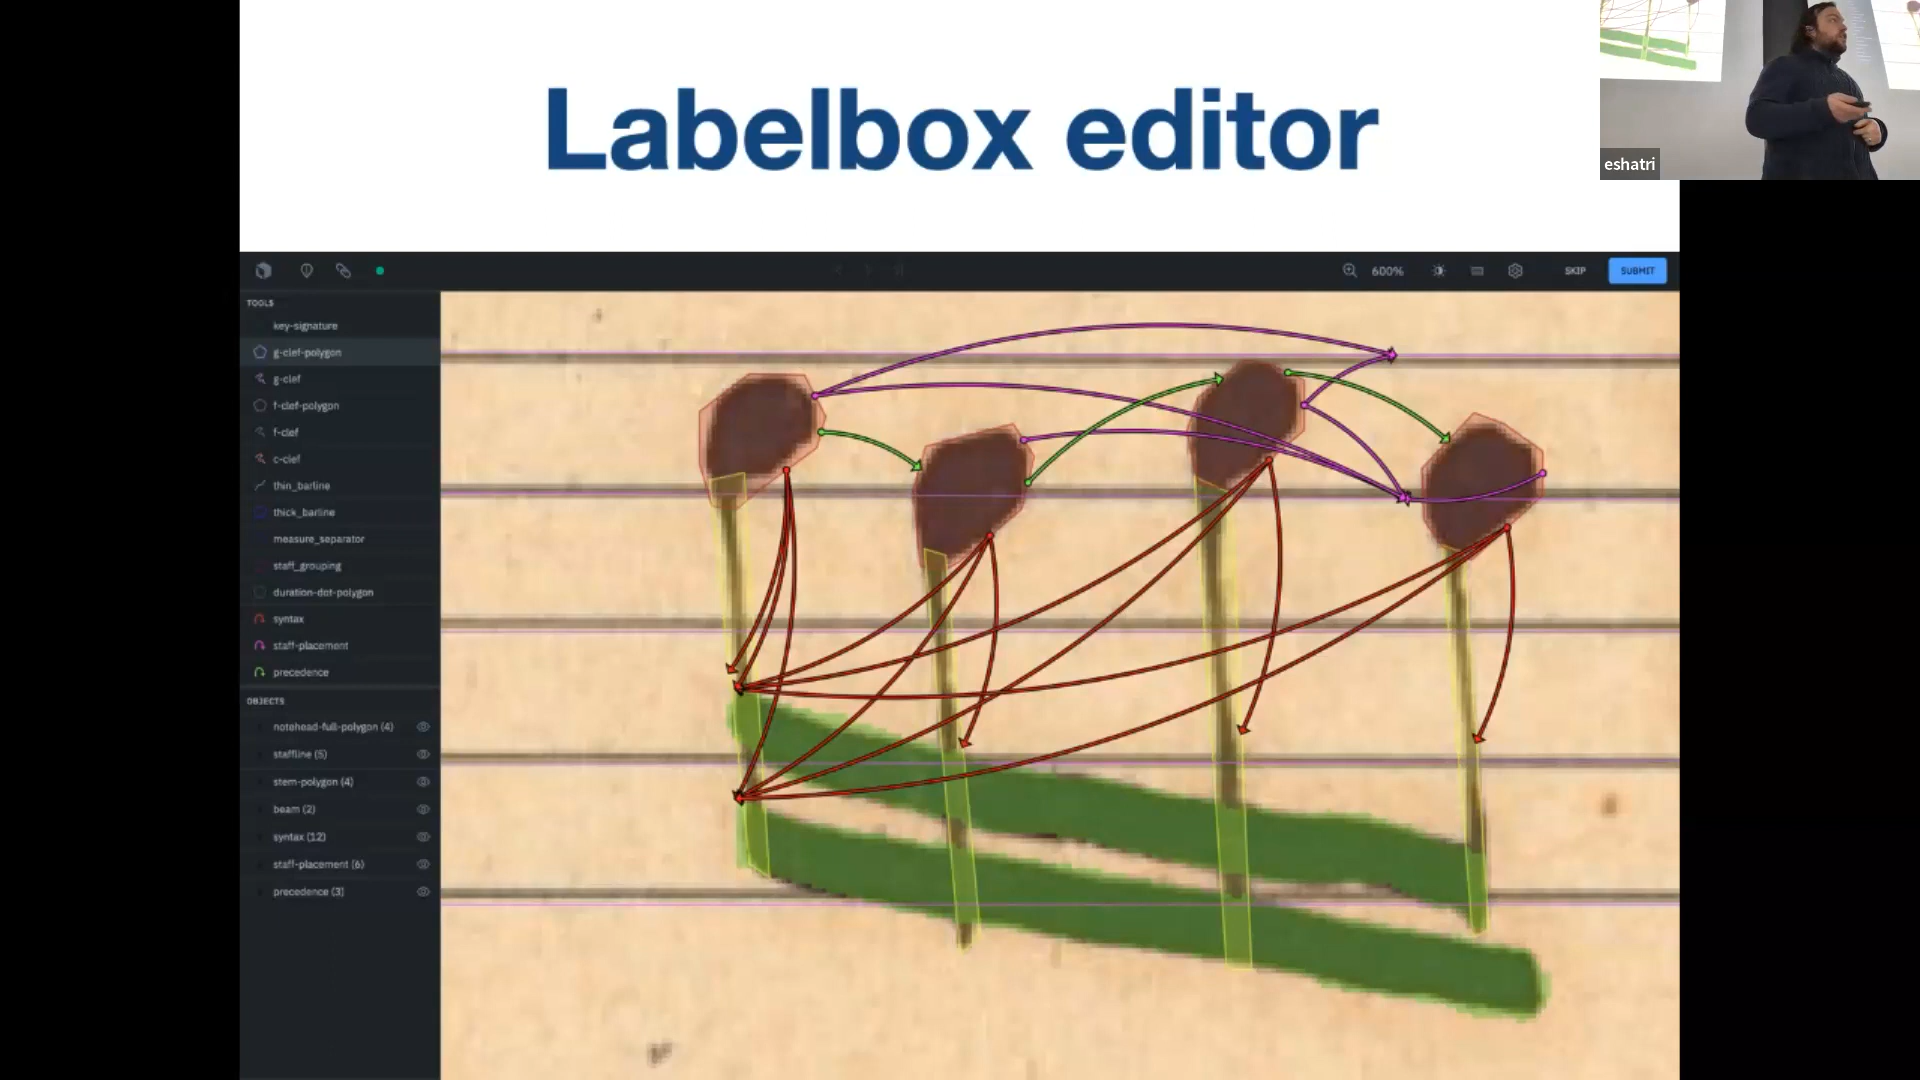 Labelbox editor
eshatri
600%
SKIP
SUBMIT
TOOLS
key-signature
g-clef-polygon
g-clef
f-clef-polygon
f-clef
c-clef
thin_barline
thick_barline
measure_separator
staff_grouping
duration-dot-polygon
syntax
staff-placement
precedence
OBJECTS
notehead-full-polygon (4)
staffline (5)
stem-polygon (4)
beam (2)
syntax (12)
staff-placement (6)
precedence (3)